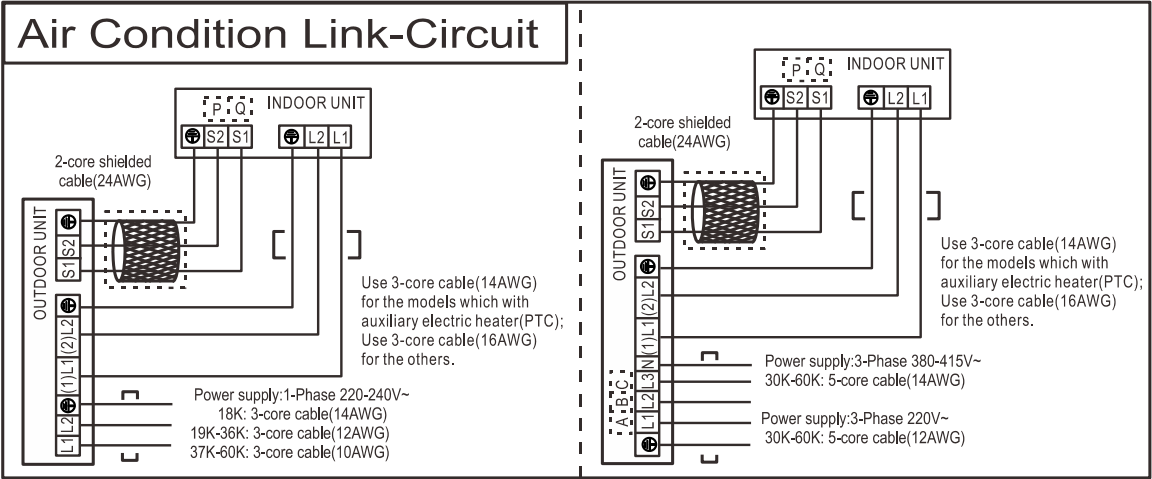 Air Condition Link-Circuit
P Q INDOOR UNIT
S2 S1 L2 L1
2-core shielded
cable(24AWG)
OUTDOOR UNIT
S2
S1
(2)L2
(1)L1
L2
L1
Use 3-core cable(14AWG)
for the models which with
auxiliary electric heater(PTC);
Use 3-core cable(16AWG)
for the others.
Power supply:1-Phase 220-240V~
18K: 3-core cable(14AWG)
19K-36K: 3-core cable(12AWG)
37K-60K: 3-core cable(10AWG)
P Q INDOOR UNIT
S2 S1 L2 L1
2-core shielded
cable(24AWG)
OUTDOOR UNIT
S2
S1
(2)L2
(1)L1
N
L3
L2
L1
A B C
Use 3-core cable(14AWG)
for the models which with
auxiliary electric heater(PTC);
Use 3-core cable(16AWG)
for the others.
Power supply:3-Phase 380-415V~
30K-60K: 5-core cable(14AWG)
Power supply:3-Phase 220V~
30K-60K: 5-core cable(12AWG)